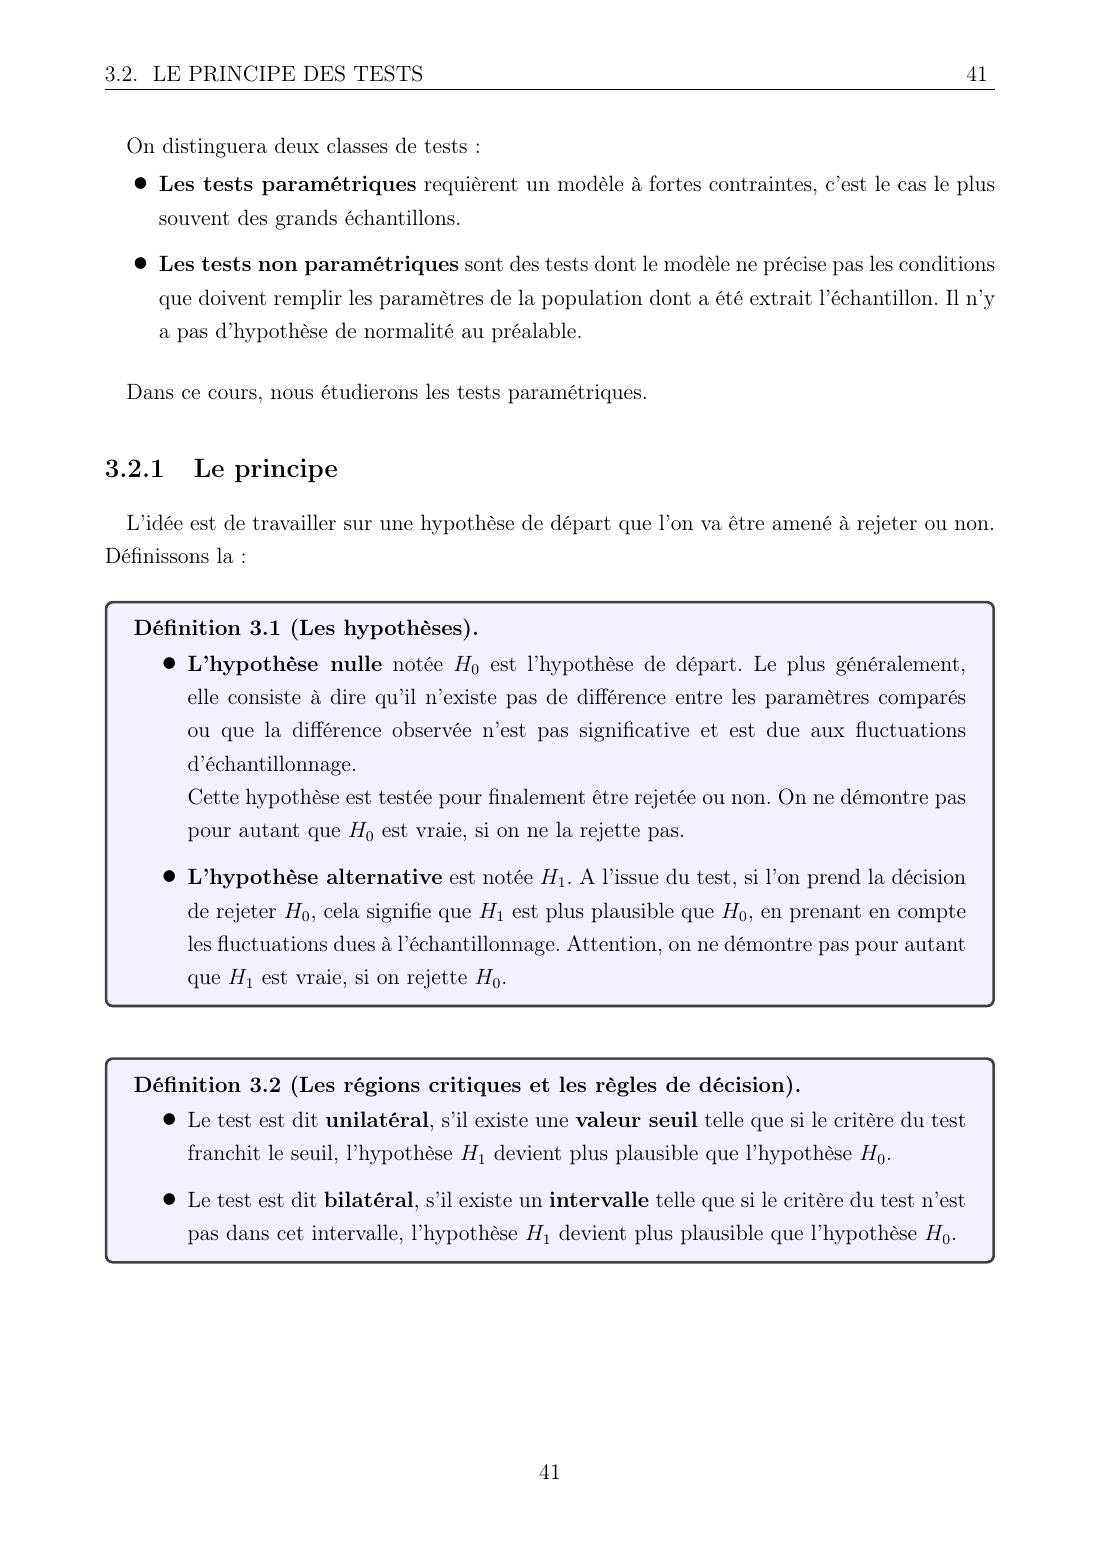 3.2. LE PRINCIPE DES TESTS 41
On distinguera deux classes de tests :
● Les tests paramétriques requièrent un modèle à fortes contraintes, c'est le cas le plus
souvent des grands échantillons.
● Les tests non paramétriques sont des tests dont le modèle ne précise pas les conditions
que doivent remplir les paramètres de la population dont a été extrait l'échantillon. Il n'y
a pas d'hypothèse de normalité au préalable.
Dans ce cours, nous étudierons les tests paramétriques.
3.2.1 Le principe
L'idée est de travailler sur une hypothèse de départ que l'on va être amené à rejeter ou non.
Définissons la :
Définition 3.1 (Les hypothèses).
● L'hypothèse nulle notée H₀ est l'hypothèse de départ. Le plus généralement,
elle consiste à dire qu'il n'existe pas de différence entre les paramètres comparés
ou que la différence observée n'est pas significative et est due aux fluctuations
d'échantillonnage.
Cette hypothèse est testée pour finalement être rejetée ou non. On ne démontre pas
pour autant que H₀ est vraie, si on ne la rejette pas.
● L'hypothèse alternative est notée H₁. A l'issue du test, si l'on prend la décision
de rejeter H₀, cela signifie que H₁ est plus plausible que H₀, en prenant en compte
les fluctuations dues à l'échantillonnage. Attention, on ne démontre pas pour autant
que H₁ est vraie, si on rejette H₀.
Définition 3.2 (Les régions critiques et les règles de décision).
● Le test est dit unilatéral, s'il existe une valeur seuil telle que si le critère du test
franchit le seuil, l'hypothèse H₁ devient plus plausible que l'hypothèse H₀.
● Le test est dit bilatéral, s'il existe un intervalle telle que si le critère du test n'est
pas dans cet intervalle, l'hypothèse H₁ devient plus plausible que l'hypothèse H₀.
41